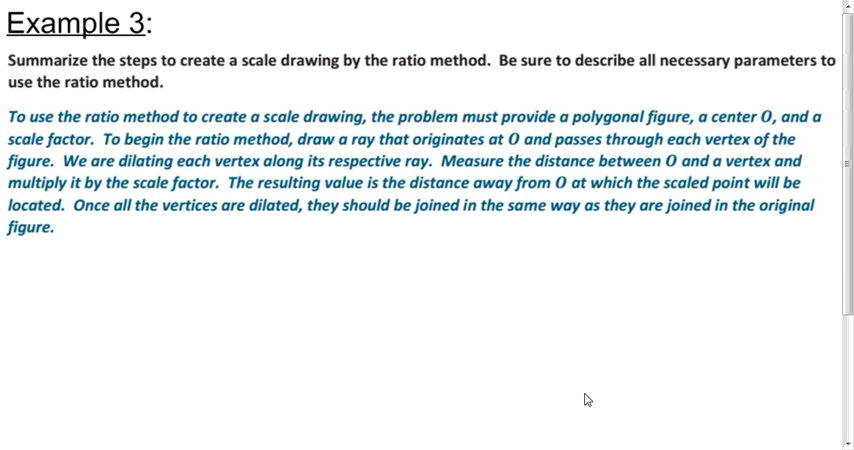 Example 3:
Summarize the steps to create a scale drawing by the ratio method.  Be sure to describe all necessary parameters to
use the ratio method.
To use the ratio method to create a scale drawing, the problem must provide a polygonal figure, a center O, and a
scale factor.  To begin the ratio method, draw a ray that originates at O and passes through each vertex of the
figure.  We are dilating each vertex along its respective ray.  Measure the distance between O and a vertex and
multiply it by the scale factor.  The resulting value is the distance away from O at which the scaled point will be
located.  Once all the vertices are dilated, they should be joined in the same way as they are joined in the original
figure.